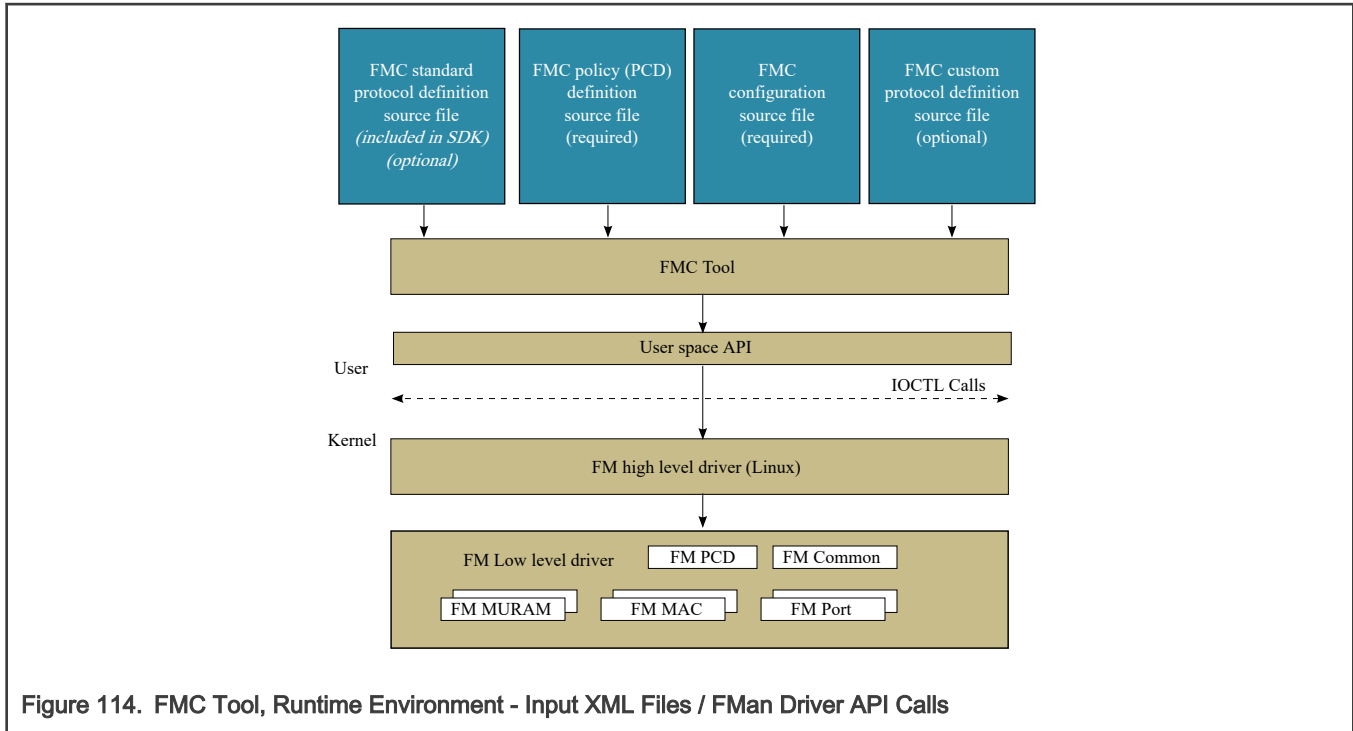 FMC standard
protocol definition
source file
(included in SDK)
(optional)
FMC policy (PCD)
definition
source file
(required)
FMC
configuration
source file
(required)
FMC custom
protocol definition
source file
(optional)
FMC Tool
User space API
User
IOCTL Calls
Kernel
FM high level driver (Linux)
FM Low level driver
FM PCD
FM Common
FM MURAM
FM MAC
FM Port
Figure 114. FMC Tool, Runtime Environment - Input XML Files / FMan Driver API Calls